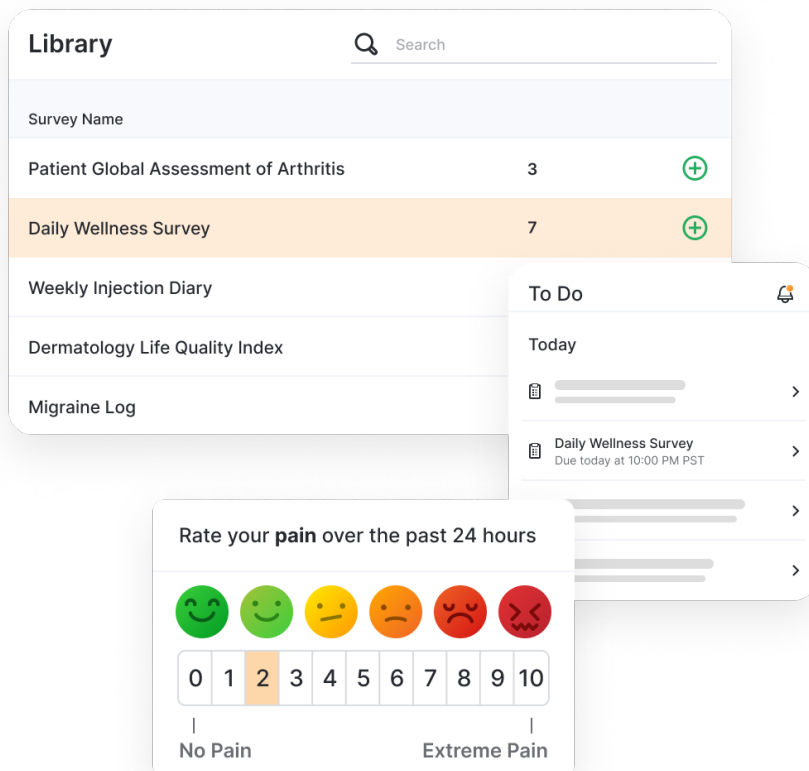 Library
Search
Survey Name
Patient Global Assessment of Arthritis 3
Daily Wellness Survey 7
Weekly Injection Diary
Dermatology Life Quality Index
Migraine Log
To Do
Today
Daily Wellness Survey
Due today at 10:00 PM PST
Rate your pain over the past 24 hours
0 1 2 3 4 5 6 7 8 9 10
No Pain Extreme Pain